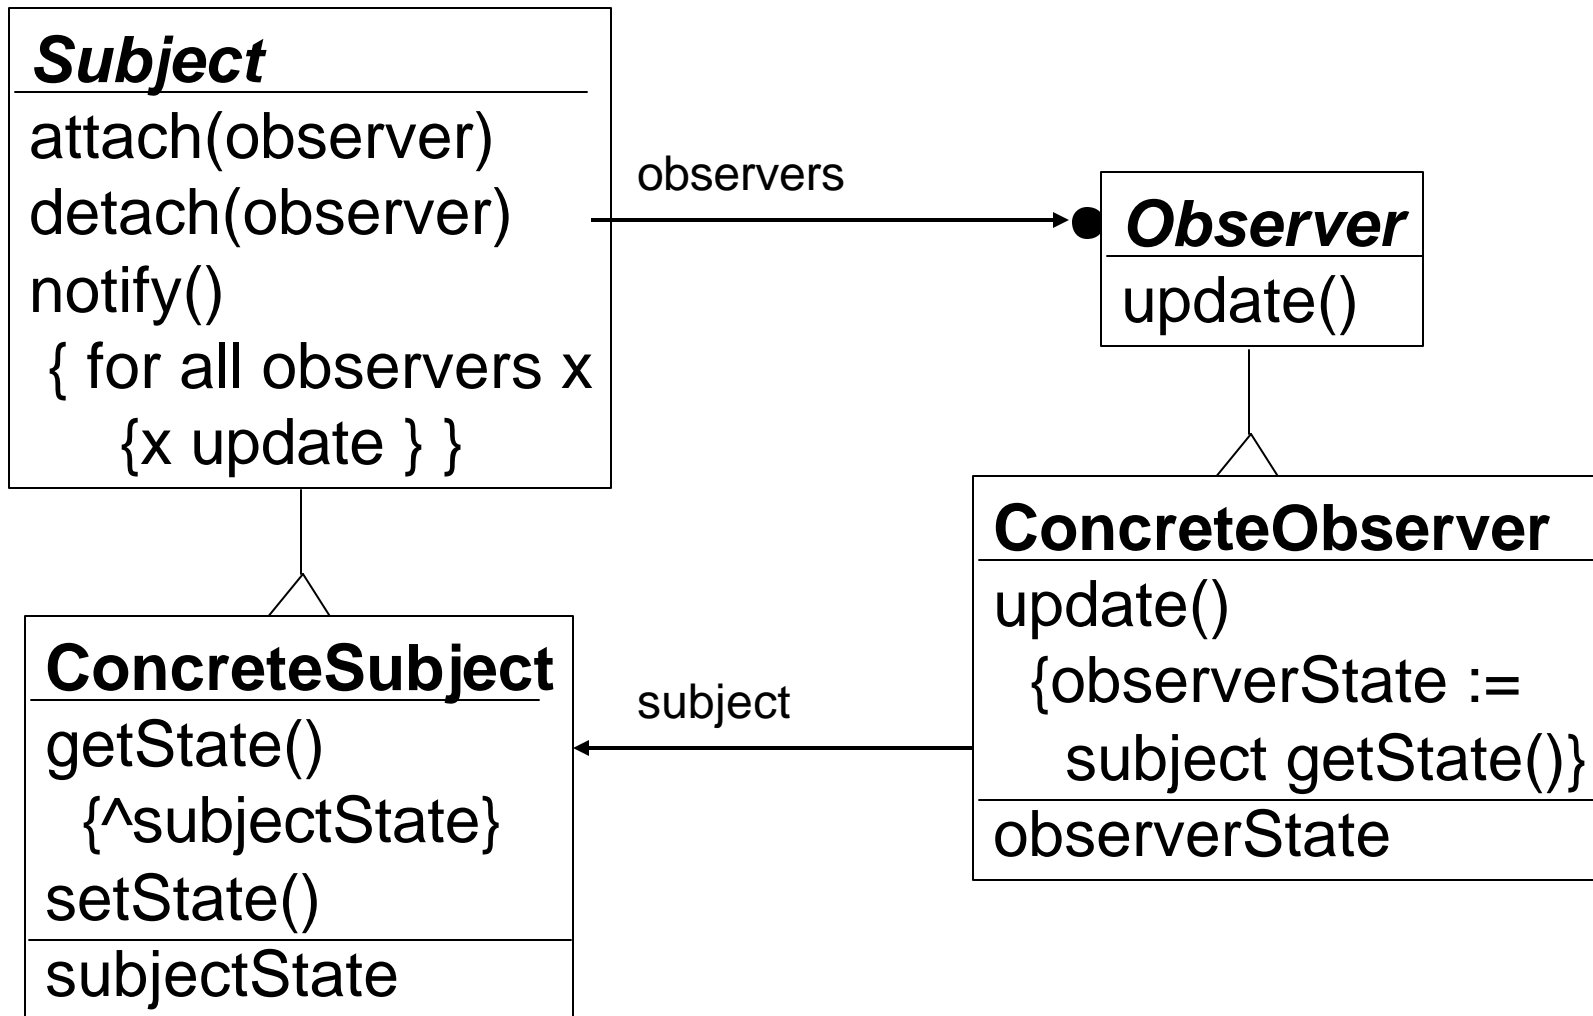 Subject
attach(observer)
detach(observer)
notify()
{ for all observers x
{x update } }
observers
Observer
update()
ConcreteObserver
update()
{observerState :=
subject getState()}
observerState
subject
ConcreteSubject
getState()
{^subjectState}
setState()
subjectState